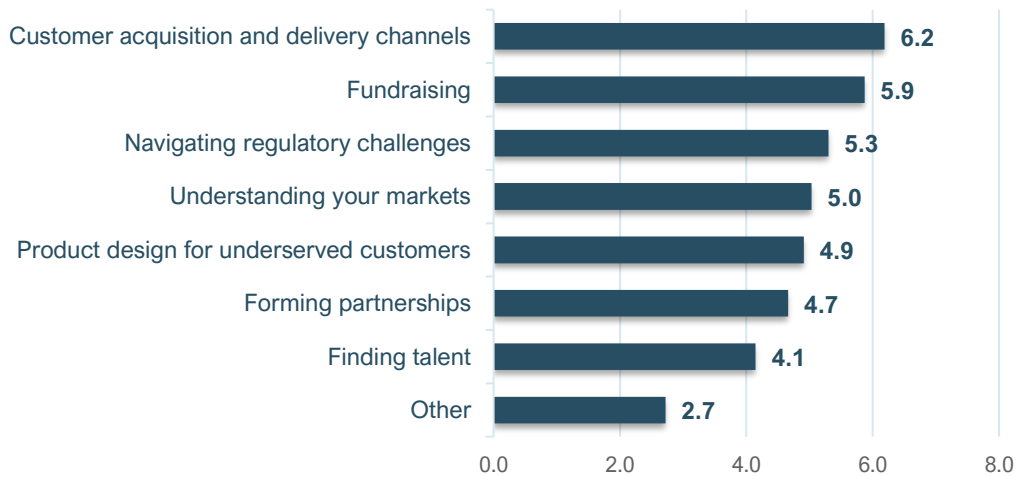 Customer acquisition and delivery channels 6.2
Fundraising 5.9
Navigating regulatory challenges 5.3
Understanding your markets 5.0
Product design for underserved customers 4.9
Forming partnerships 4.7
Finding talent 4.1
Other 2.7
0.0 2.0 4.0 6.0 8.0